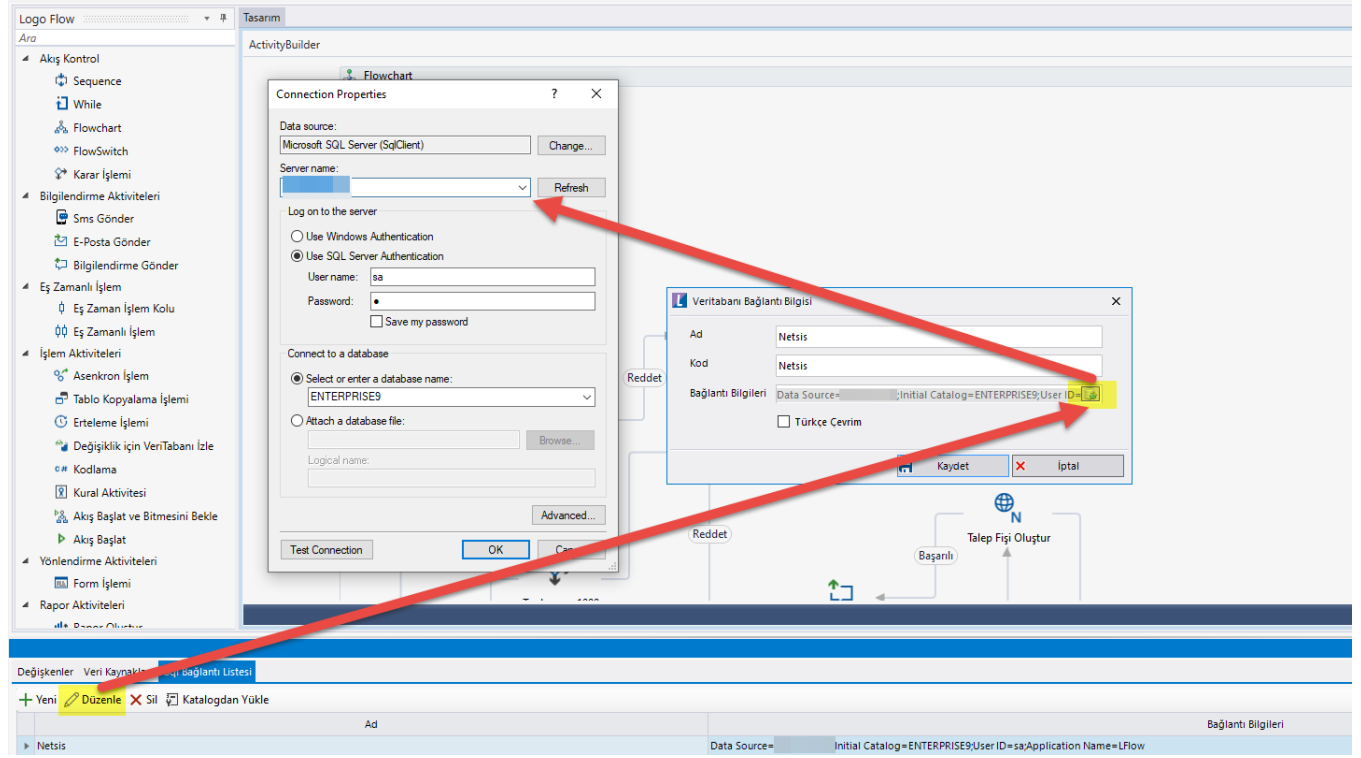 Logo Flow
Ara
Akış Kontrol
Sequence
While
Flowchart
FlowSwitch
Karar İşlemi
Bilgilendirme Aktiviteleri
Sms Gönder
E-Posta Gönder
Bilgilendirme Gönder
Eş Zamanlı İşlem
Eş Zaman İşlem Kolu
Eş Zamanlı İşlem
İşlem Aktiviteleri
Asenkron İşlem
Tablo Kopyalama İşlemi
Erteleme İşlemi
Değişiklik için VeriTabanı İzle
Kodlama
Kural Aktivitesi
Akış Başlat ve Bitmesini Bekle
Akış Başlat
Yönlendirme Aktiviteleri
Form İşlemi
Rapor Aktiviteleri
Rapor Oluştur
Tasarım
ActivityBuilder
Flowchart
Connection Properties ? ×
Data source:
Microsoft SQL Server (SqlClient) Change...
Server name:
Refresh
Log on to the server
Use Windows Authentication
Use SQL Server Authentication
User name: sa
Password: ●
Save my password
Connect to a database
Select or enter a database name:
ENTERPRISE9
Attach a database file:
Browse...
Logical name:
Advanced...
Test Connection OK
Reddet
Veritabanı Bağlantı Bilgisi
Ad Netsis
Kod Netsis
Bağlantı Bilgileri Data Source= ;Initial Catalog=ENTERPRISE9;User ID=
Türkçe Çevrim
Kaydet İptal
Reddet
N
Talep Fişi Oluştur
Başarılı
Değişkenler Veri Kaynakları Sql Bağlantı Listesi
Yeni Düzenle Sil Katalogdan Yükle
Ad Bağlantı Bilgileri
Netsis Data Source= Initial Catalog=ENTERPRISE9;User ID=sa;Application Name=LFlow